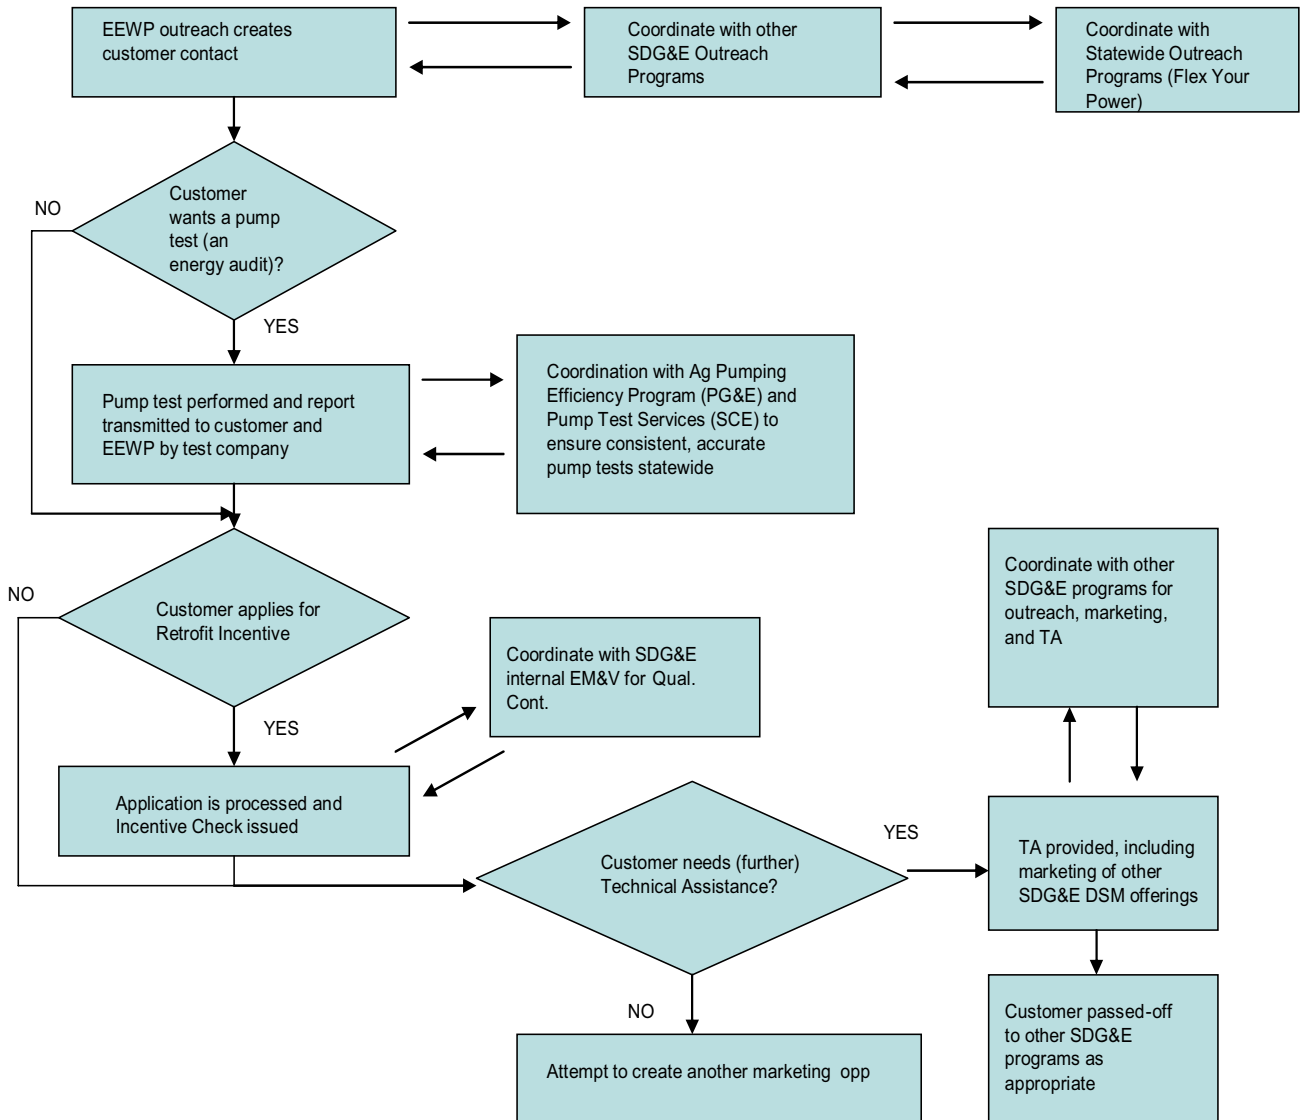 EEWP outreach creates
customer contact
Coordinate with other
SDG&E Outreach
Programs
Coordinate with
Statewide Outreach
Programs (Flex Your
Power)
Customer
wants a pump
test (an
energy audit)?
NO
YES
Pump test performed and report
transmitted to customer and
EEWP by test company
Coordination with Ag Pumping
Efficiency Program (PG&E) and
Pump Test Services (SCE) to
ensure consistent, accurate
pump tests statewide
Customer applies for
Retrofit Incentive
NO
YES
Coordinate with SDG&E
internal EM&V for Qual.
Cont.
Coordinate with other
SDG&E programs for
outreach, marketing,
and TA
Application is processed and
Incentive Check issued
Customer needs (further)
Technical Assistance?
YES
TA provided, including
marketing of other
SDG&E DSM offerings
NO
Attempt to create another marketing opp
Customer passed-off
to other SDG&E
programs as
appropriate